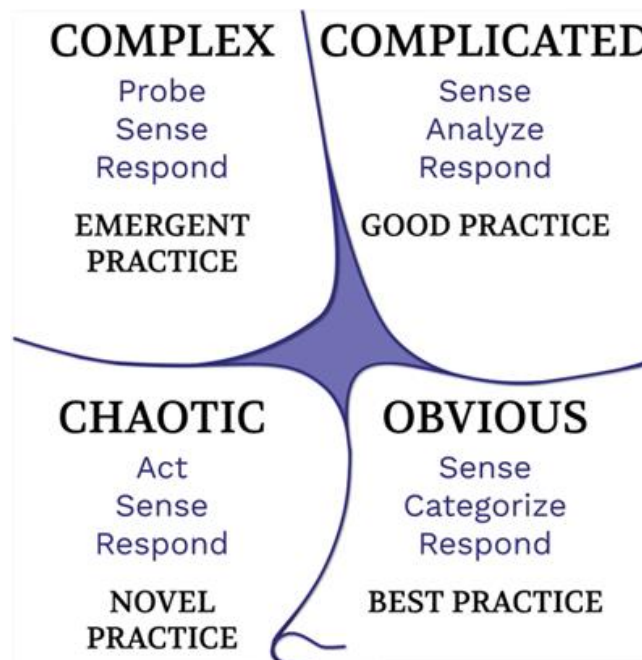 COMPLEX
Probe
Sense
Respond
EMERGENT
PRACTICE
COMPLICATED
Sense
Analyze
Respond
GOOD PRACTICE
CHAOTIC
Act
Sense
Respond
NOVEL
PRACTICE
OBVIOUS
Sense
Categorize
Respond
BEST PRACTICE